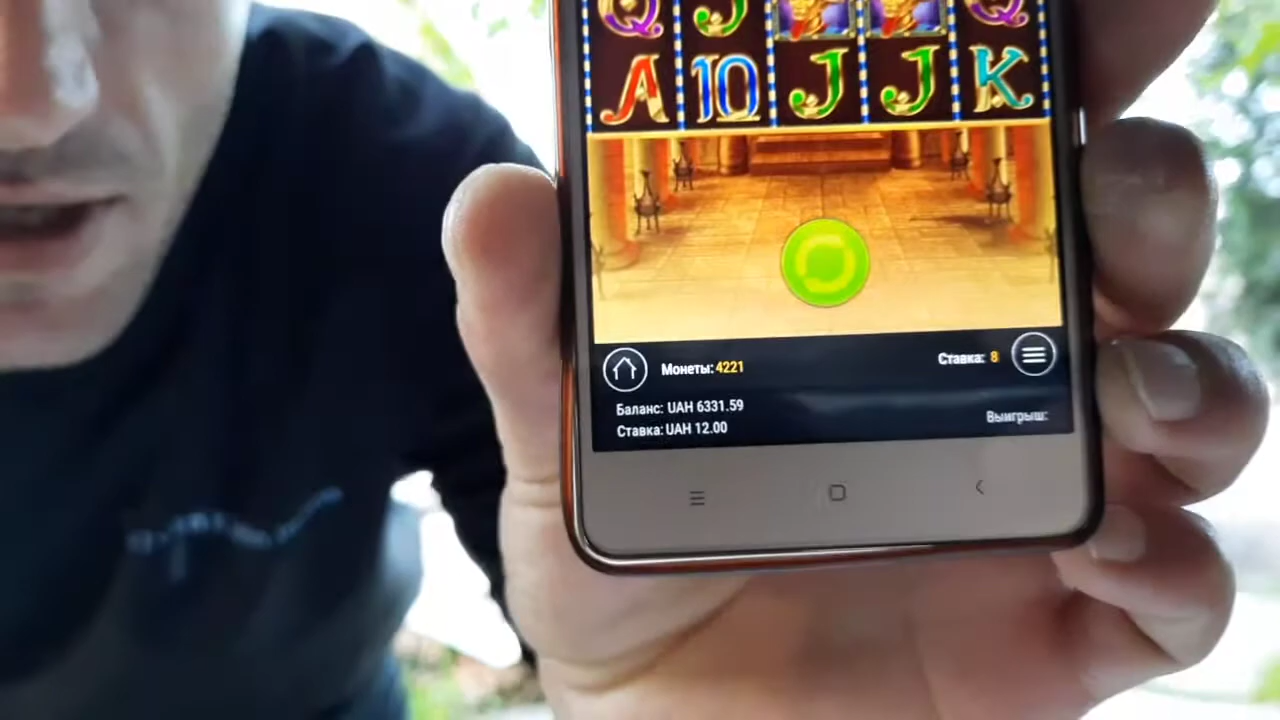 Q J Q
A 10 J J K
Монеты: 4221
Ставка: 8
Баланс: UAH 6331.59
Ставка: UAH 12.00
Выигрыш: